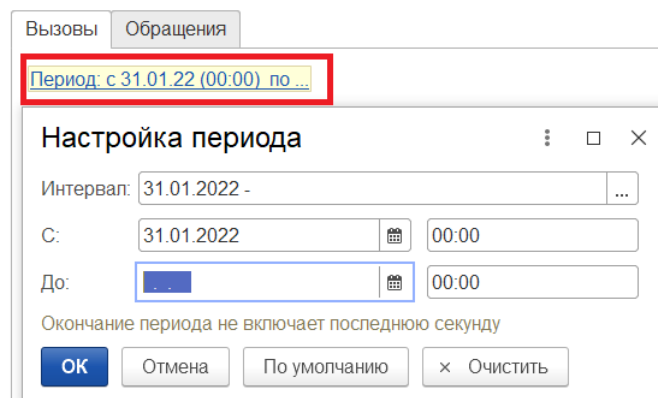 Вызовы Обращения
Период: с 31.01.22 (00:00) по ...
Настройка периода
Интервал: 31.01.2022 - ...
С: 31.01.2022 00:00
До: . . 00:00
Окончание периода не включает последнюю секунду
ОК Отмена По умолчанию × Очистить